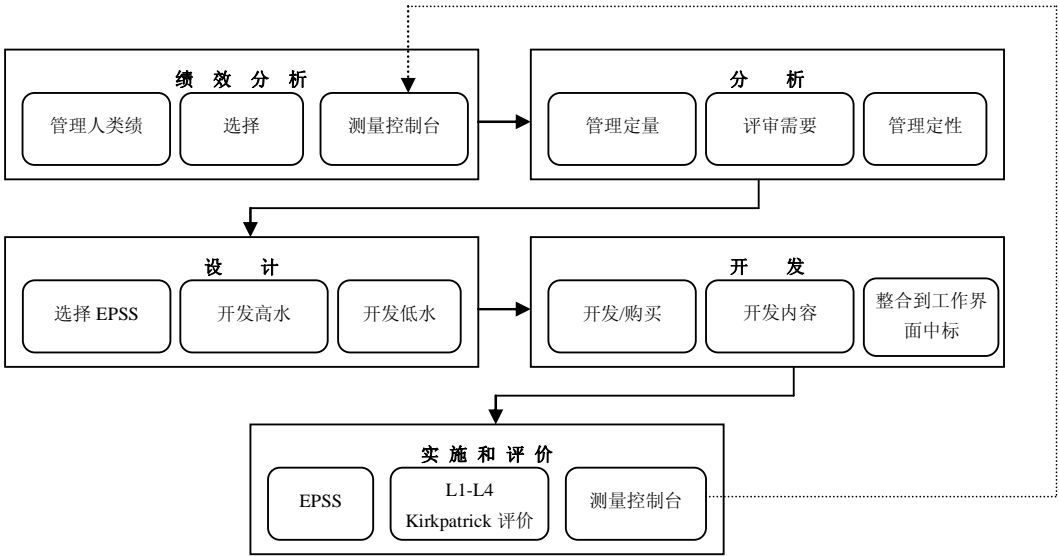 绩 效 分 析
管理人类绩
选择
测量控制台
分 析
管理定量
评审需要
管理定性
设 计
选择 EPSS
开发高水
开发低水
开 发
开发/购买
开发内容
整合到工作界
面中标
实 施 和 评 价
EPSS
L1-L4
Kirkpatrick 评价
测量控制台